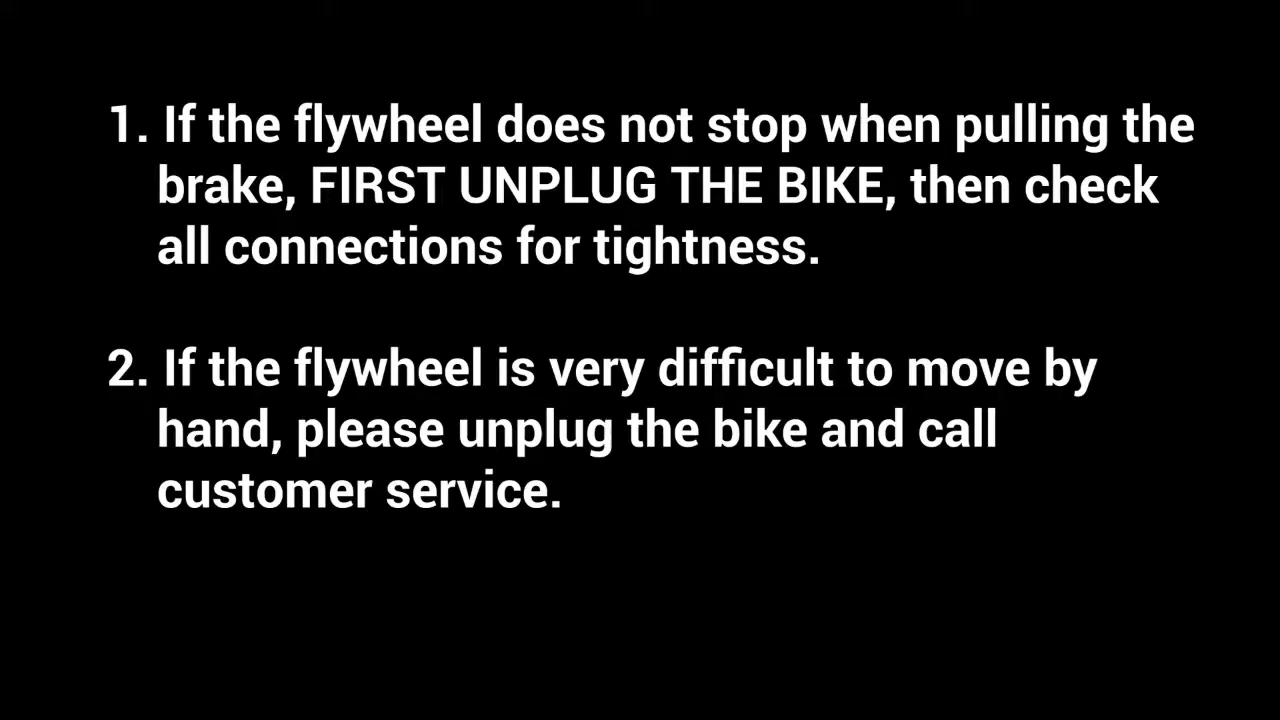 1. If the flywheel does not stop when pulling the
brake, FIRST UNPLUG THE BIKE, then check
all connections for tightness.
2. If the flywheel is very difficult to move by
hand, please unplug the bike and call
customer service.